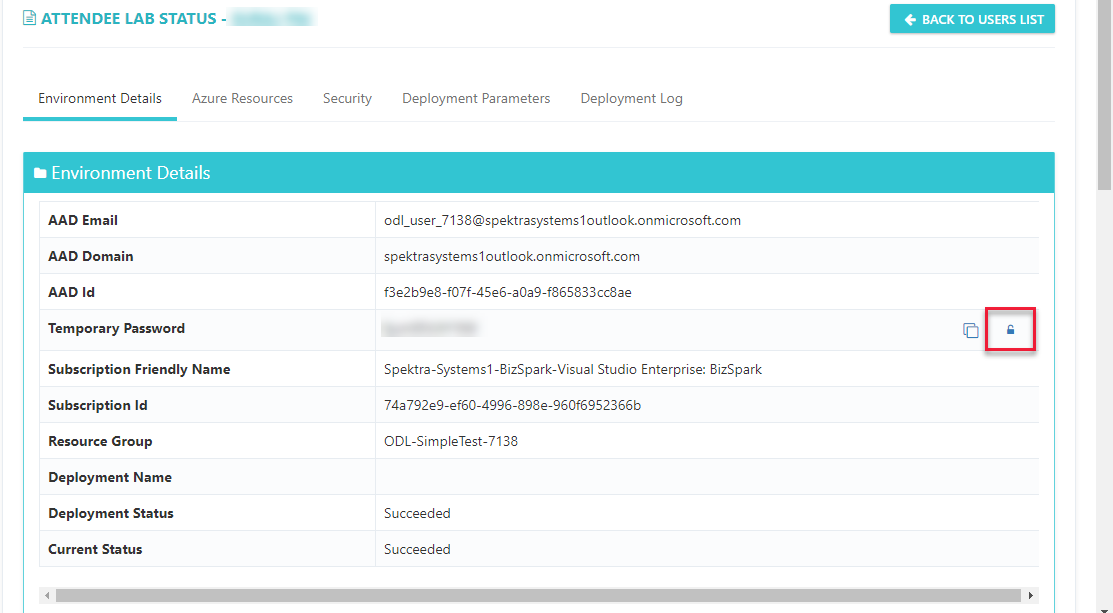 ATTENDEE LAB STATUS -
BACK TO USERS LIST
Environment Details Azure Resources Security Deployment Parameters Deployment Log
Environment Details
AAD Email odl_user_7138@spektrasystems1outlook.onmicrosoft.com
AAD Domain spektrasystems1outlook.onmicrosoft.com
AAD Id f3e2b9e8-f07f-45e6-a0a9-f865833cc8ae
Temporary Password
Subscription Friendly Name Spektra-Systems1-BizSpark-Visual Studio Enterprise: BizSpark
Subscription Id 74a792e9-ef60-4996-898e-960f6952366b
Resource Group ODL-SimpleTest-7138
Deployment Name
Deployment Status Succeeded
Current Status Succeeded